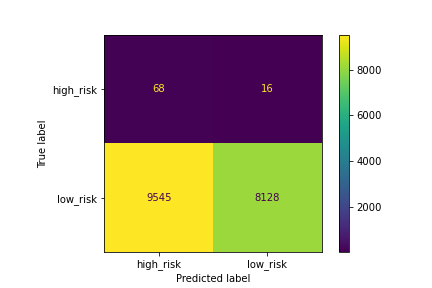 high_risk
68
16
low_risk
9545
8128
high_risk
low_risk
Predicted label
True label
8000
6000
4000
2000